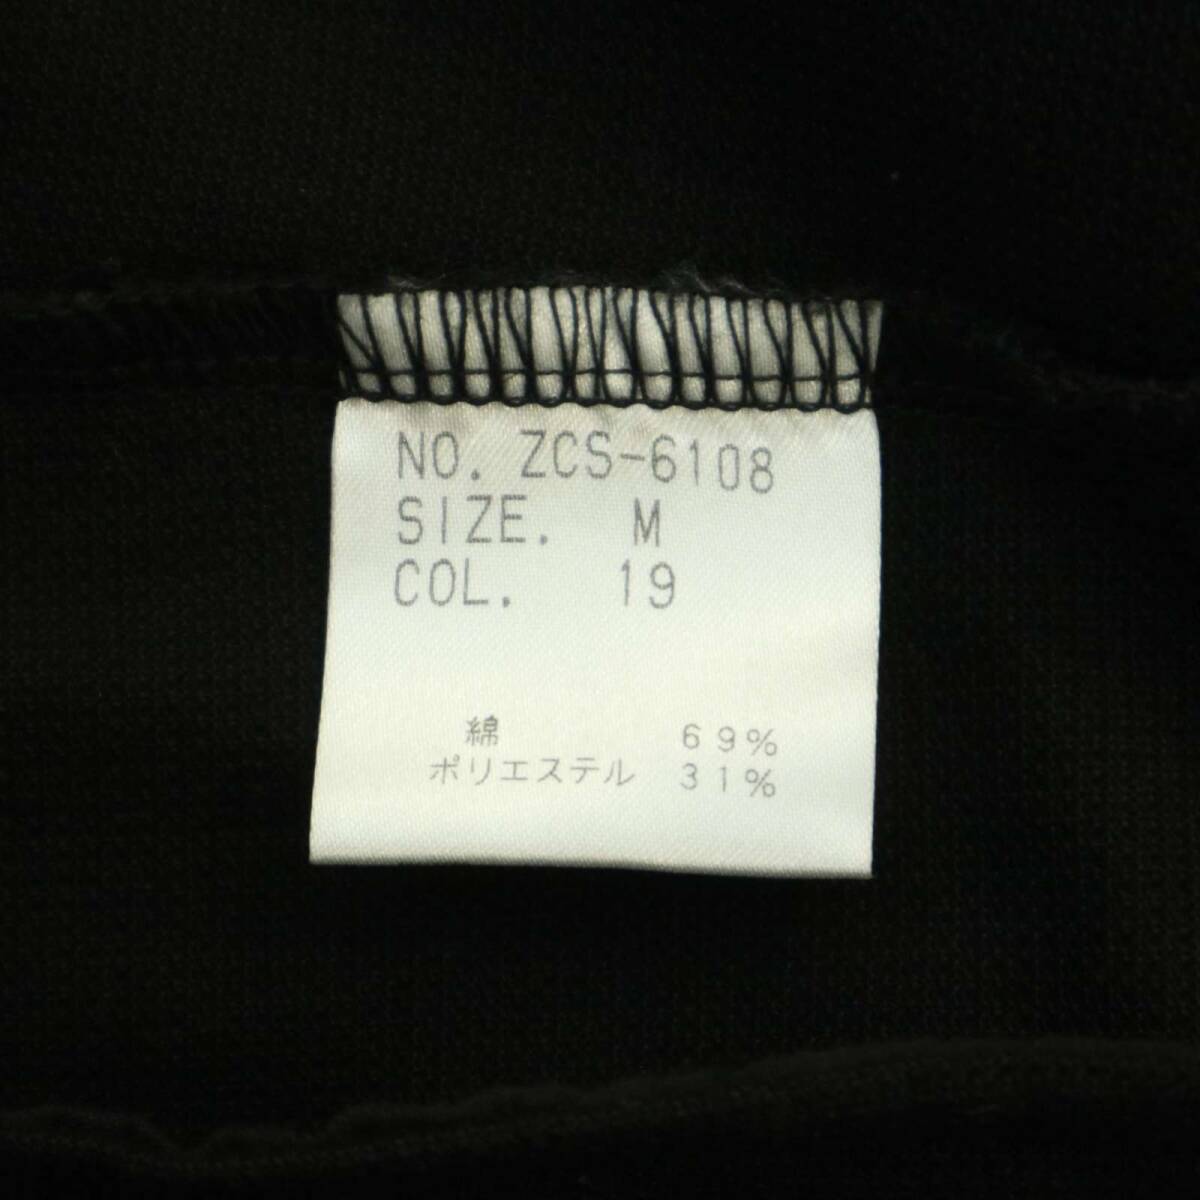 NO. ZCS-6108
SIZE. M
COL. 19
綿 69%
ポリエステル 31%